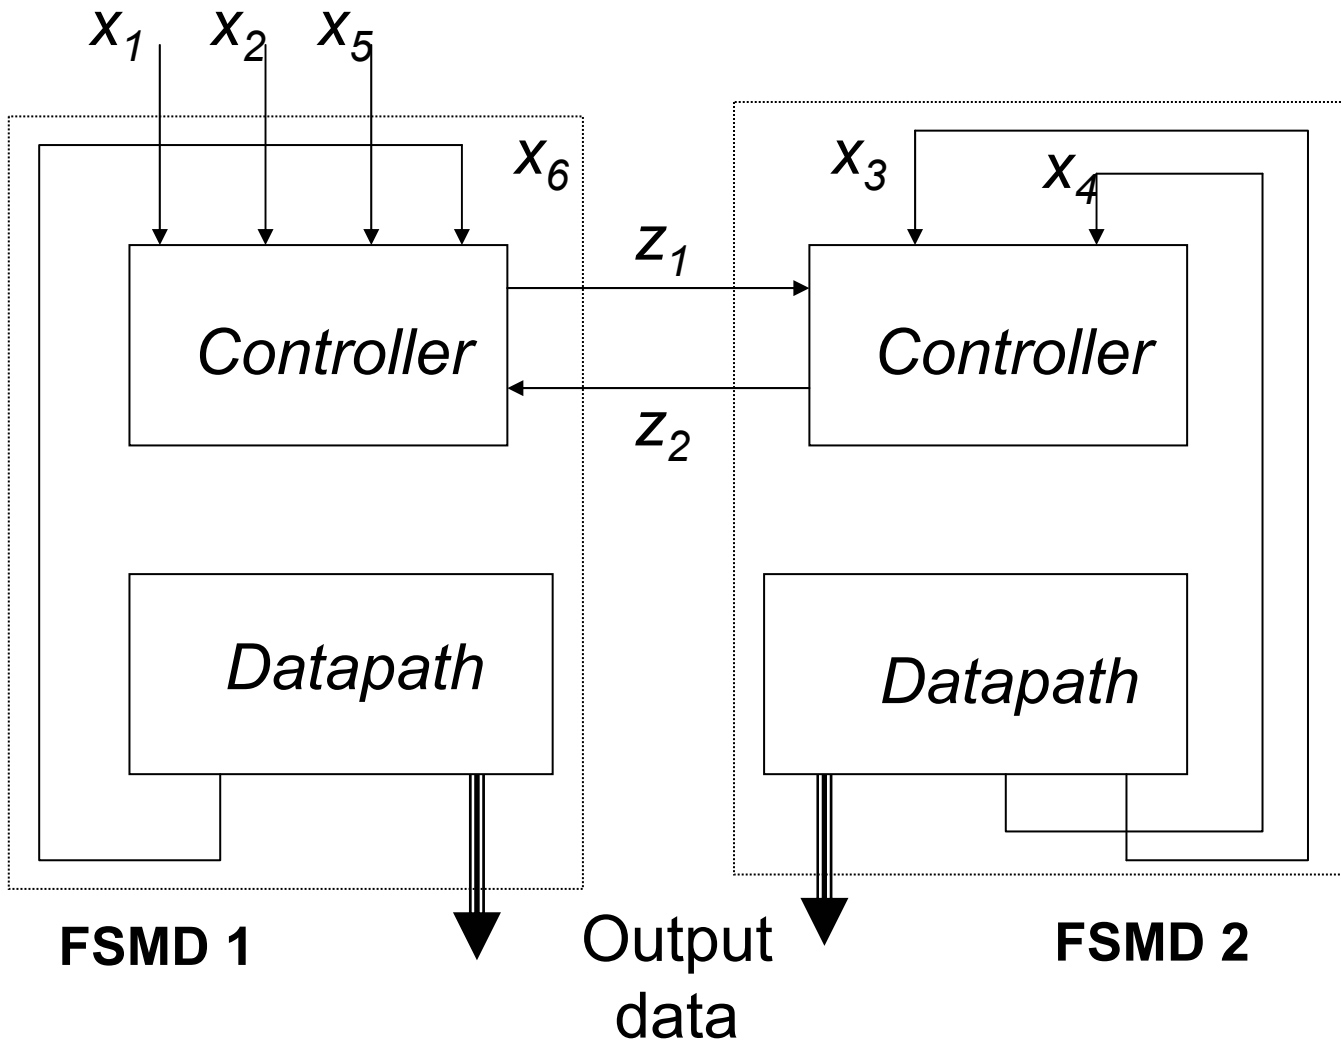 x1 x2 x5
x6 x3 x4
z1
Controller Controller
z2
Datapath Datapath
FSMD 1 Output data FSMD 2